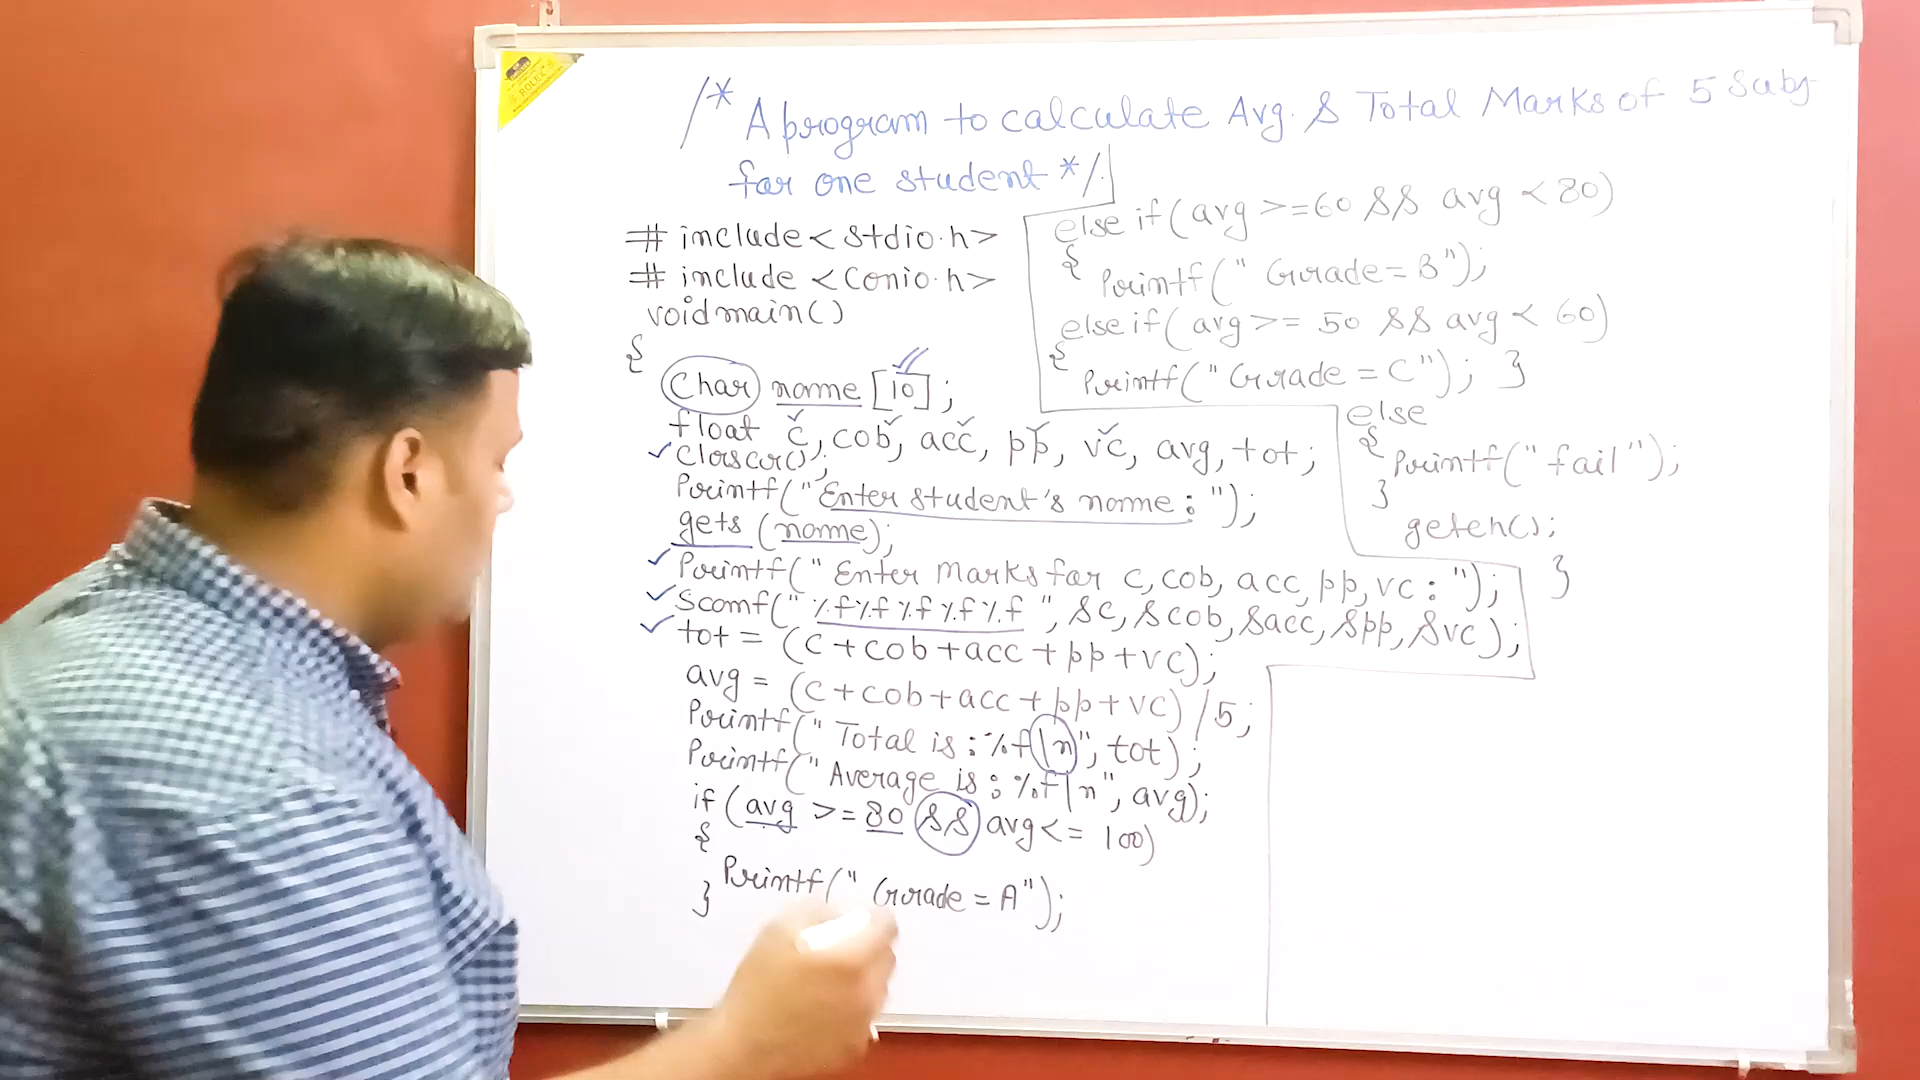 /* A program to calculate Avg. & Total Marks of 5 Subj
for one student */
# include <stdio.h>
# include <conio.h>
void main()
{
Char name [10];
float c, cob, acc, pp, vc, avg, tot;
Clrscr();
Printf("Enter student's name : ");
gets (name);
Printf(" Enter Marks for c, cob, acc, pp, vc : ");
Scanf(" %f%f %f %f %f ", &c, &cob, &acc, &pp, &vc);
tot = (c+cob+acc+pp+vc);
avg = (c+cob+acc+pp+vc)/5;
Printf(" Total is : %f\n", tot);
Printf(" Average is : %f\n", avg);
if (avg >= 80 && avg <= 100)
{
Printf(" Grade = A");
}
else if (avg >=60 && avg < 80)
{
Printf(" Grade = B");
else if (avg >= 50 && avg < 60)
{
Printf(" Grade = C"); }
else
{
Printf(" fail");
}
getch();
}
ROLEX